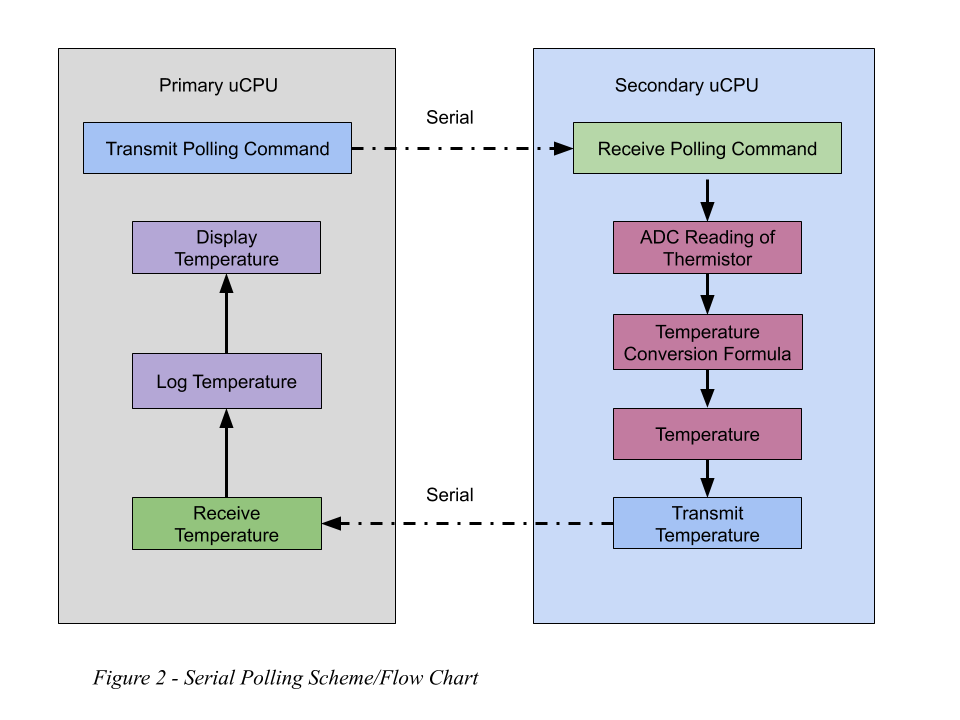 Primary uCPU
Transmit Polling Command
Display
Temperature
Log Temperature
Receive
Temperature
Serial
Serial
Secondary uCPU
Receive Polling Command
ADC Reading of
Thermistor
Temperature
Conversion Formula
Temperature
Transmit
Temperature
Figure 2 - Serial Polling Scheme/Flow Chart